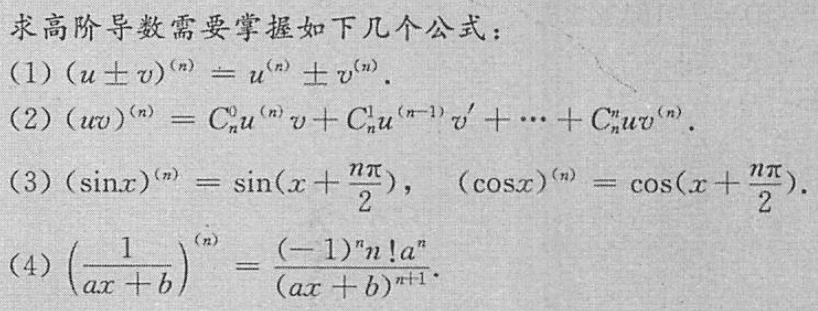 求高阶导数需要掌握如下几个公式：
(1) (u ± v)^(n) = u^(n) ± v^(n).
(2) (uv)^(n) = C_n^0 u^(n) v + C_n^1 u^(n-1) v′ + ⋯ + C_n^n uv^(n).
(3) (sinx)^(n) = sin(x + nπ/2), (cosx)^(n) = cos(x + nπ/2).
(4) (1/(ax + b))^(n) = (-1)^n n!a^n/(ax + b)^(n+1).